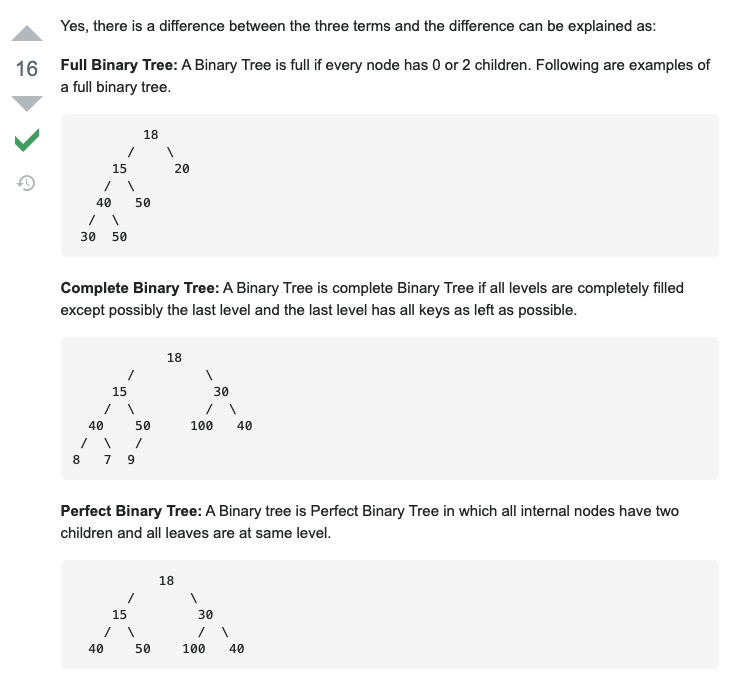 Yes, there is a difference between the three terms and the difference can be explained as:
16
Full Binary Tree: A Binary Tree is full if every node has 0 or 2 children. Following are examples of
a full binary tree.
          18
       /    \
     15      20
    /  \
   40   50
  /  \
 30  50
Complete Binary Tree: A Binary Tree is complete Binary Tree if all levels are completely filled
except possibly the last level and the last level has all keys as left as possible.
             18
       /         \
     15           30
    /  \         /  \
  40    50     100   40
 /  \   /
8   7  9
Perfect Binary Tree: A Binary tree is Perfect Binary Tree in which all internal nodes have two
children and all leaves are at same level.
            18
       /       \
     15         30
    /  \        /  \
  40    50    100   40